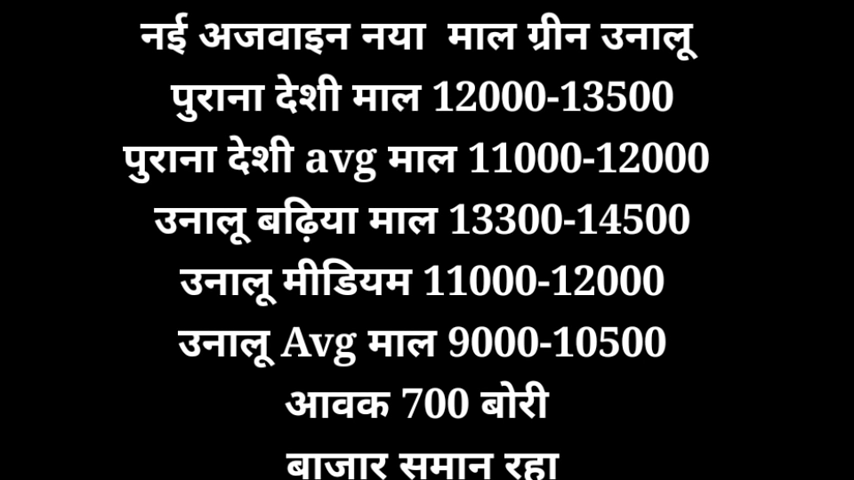 नई अजवाइन नया माल ग्रीन उनालू
पुराना देशी माल 12000-13500
पुराना देशी avg माल 11000-12000
उनालू बढ़िया माल 13300-14500
उनालू मीडियम 11000-12000
उनालू Avg माल 9000-10500
आवक 700 बोरी
बाजार समान रहा